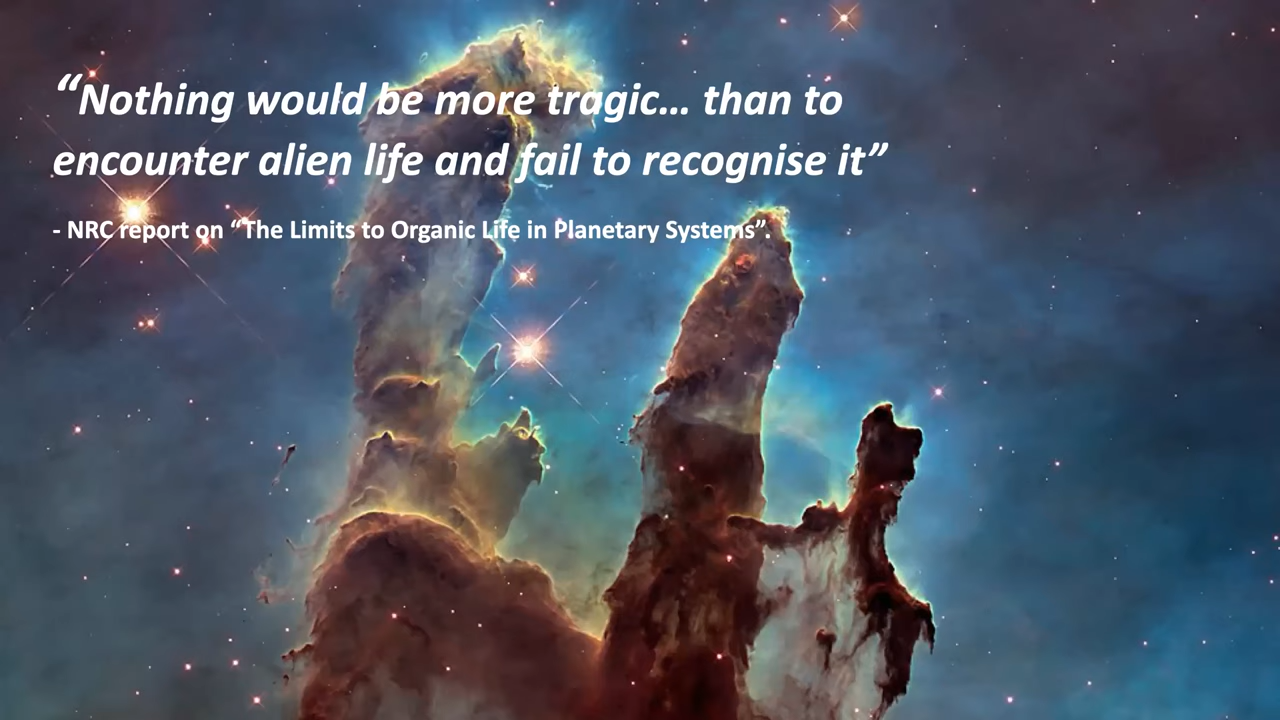 “Nothing would be more tragic… than to
encounter alien life and fail to recognise it”
- NRC report on “The Limits to Organic Life in Planetary Systems”.